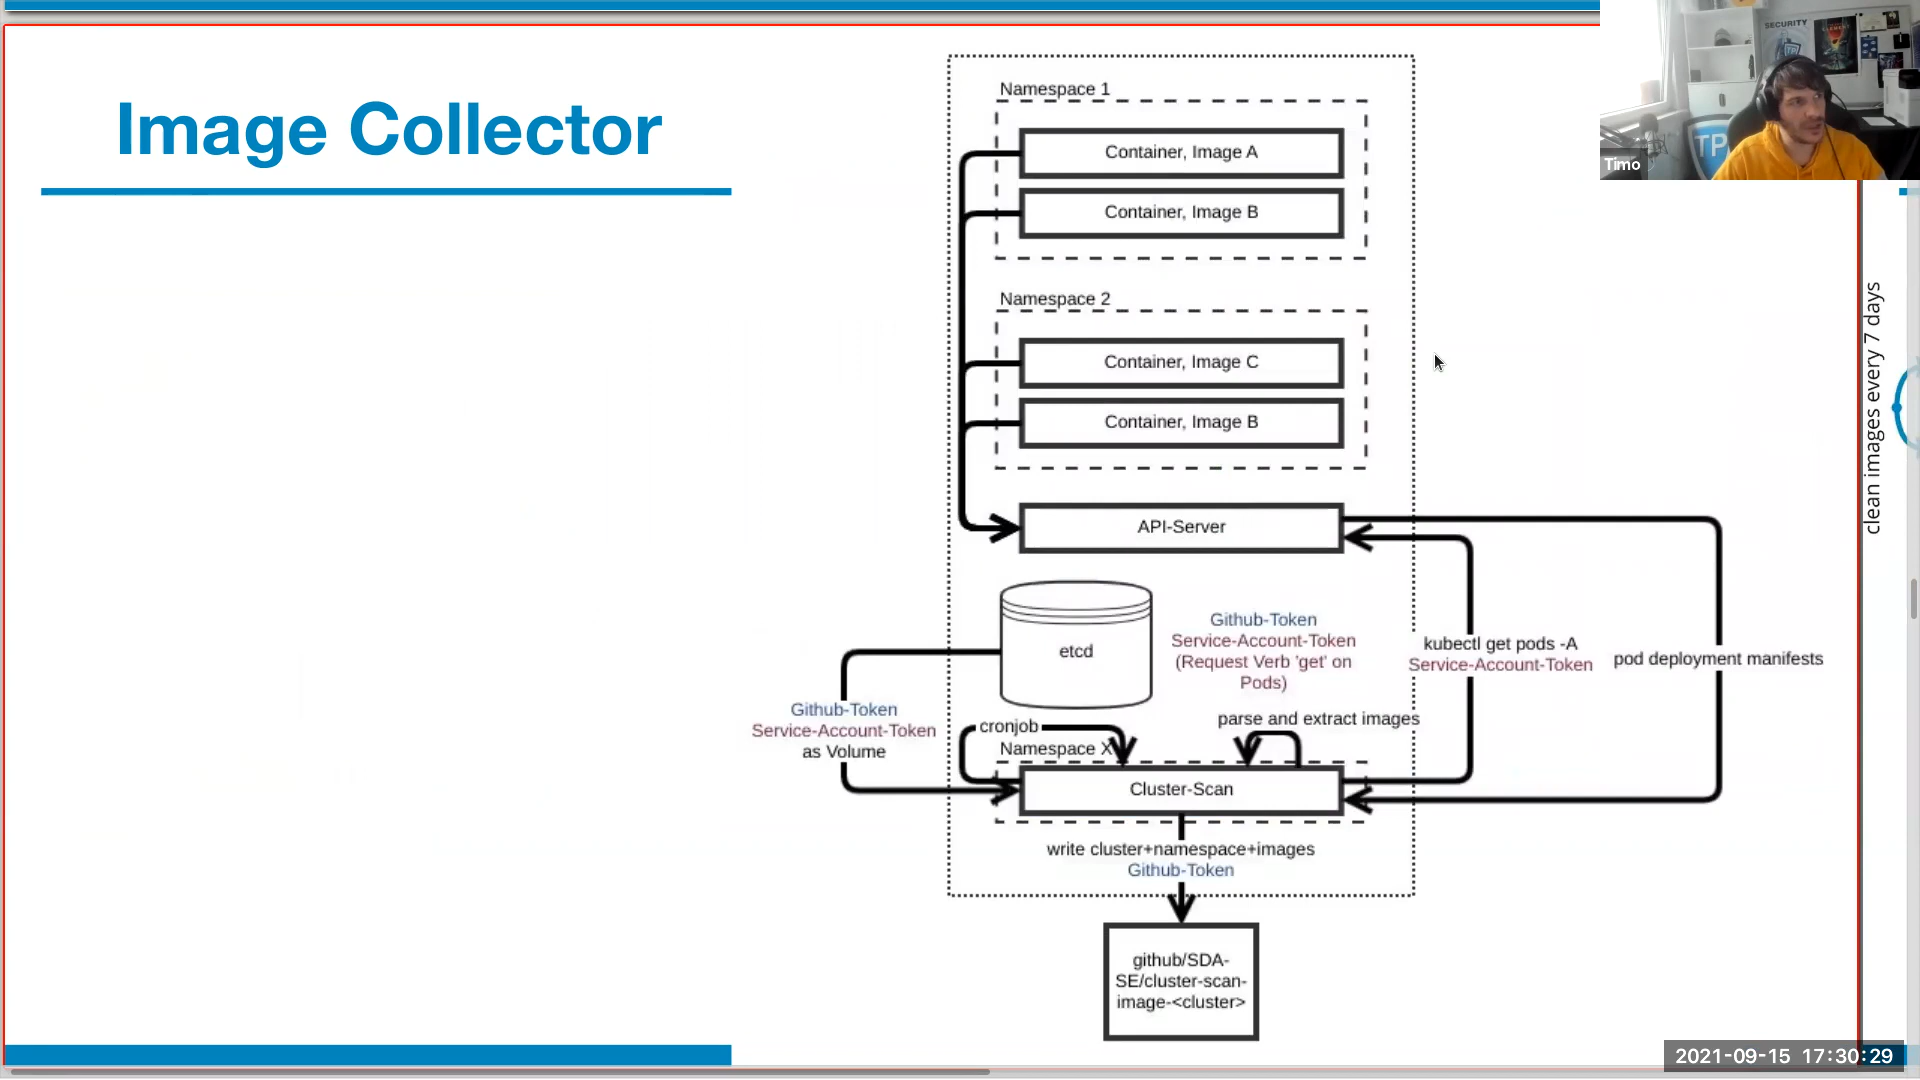 Image Collector
Namespace 1
Container, Image A
Container, Image B
Namespace 2
Container, Image C
Container, Image B
API-Server
etcd
Github-Token
Service-Account-Token
(Request Verb 'get' on
Pods)
kubectl get pods -A
Service-Account-Token
pod deployment manifests
Github-Token
Service-Account-Token
as Volume
cronjob
parse and extract images
Namespace X
Cluster-Scan
write cluster+namespace+images
Github-Token
github/SDA-
SE/cluster-scan-
image-<cluster>
clean images every 7 days
SECURITY
TP
Timo
2021-09-15 17:30:29